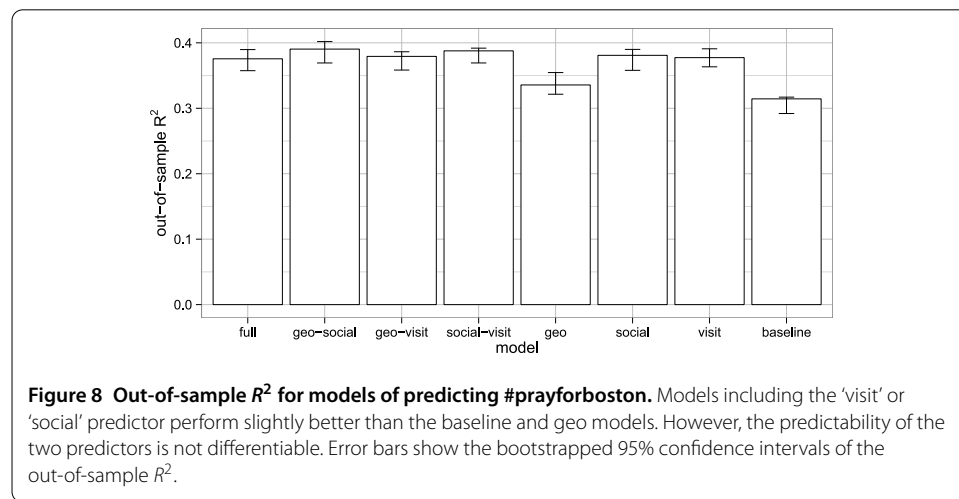 0.4
0.3
0.2
0.1
0.0
out−of−sample R²
full geo−social geo−visit social−visit geo social visit baseline
model
Figure 8 Out-of-sample R² for models of predicting #prayforboston. Models including the ‘visit’ or
‘social’ predictor perform slightly better than the baseline and geo models. However, the predictability of the
two predictors is not differentiable. Error bars show the bootstrapped 95% confidence intervals of the
out-of-sample R².